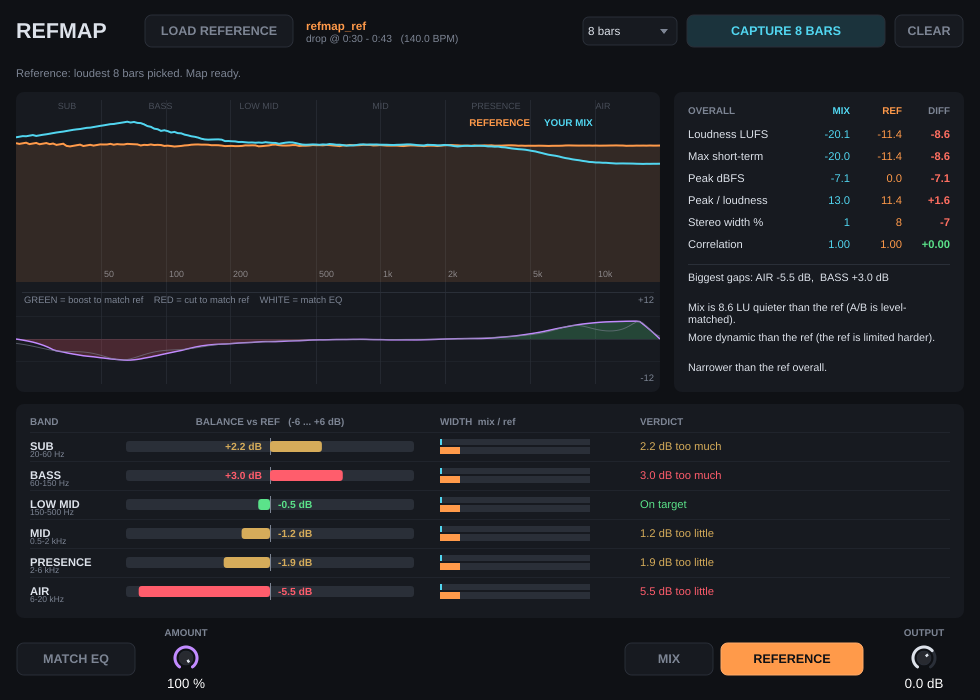 REFMAP
LOAD REFERENCE
refmap_ref
drop @ 0:30 - 0:43 (140.0 BPM)
8 bars
CAPTURE 8 BARS
CLEAR
Reference: loudest 8 bars picked. Map ready.
SUB BASS LOW MID MID PRESENCE AIR
REFERENCE YOUR MIX
50 100 200 500 1k 2k 5k 10k
GREEN = boost to match ref RED = cut to match ref WHITE = match EQ +12
-12
OVERALL MIX REF DIFF
Loudness LUFS -20.1 -11.4 -8.6
Max short-term -20.0 -11.4 -8.6
Peak dBFS -7.1 0.0 -7.1
Peak / loudness 13.0 11.4 +1.6
Stereo width % 1 8 -7
Correlation 1.00 1.00 +0.00
Biggest gaps: AIR -5.5 dB, BASS +3.0 dB
Mix is 8.6 LU quieter than the ref (A/B is level-
matched).
More dynamic than the ref (the ref is limited harder).
Narrower than the ref overall.
BAND BALANCE vs REF (-6 ... +6 dB) WIDTH mix / ref VERDICT
SUB +2.2 dB 2.2 dB too much
20-60 Hz
BASS +3.0 dB 3.0 dB too much
60-150 Hz
LOW MID -0.5 dB On target
150-500 Hz
MID -1.2 dB 1.2 dB too little
0.5-2 kHz
PRESENCE -1.9 dB 1.9 dB too little
2-6 kHz
AIR -5.5 dB 5.5 dB too little
6-20 kHz
MATCH EQ
AMOUNT
100 %
MIX
REFERENCE
OUTPUT
0.0 dB